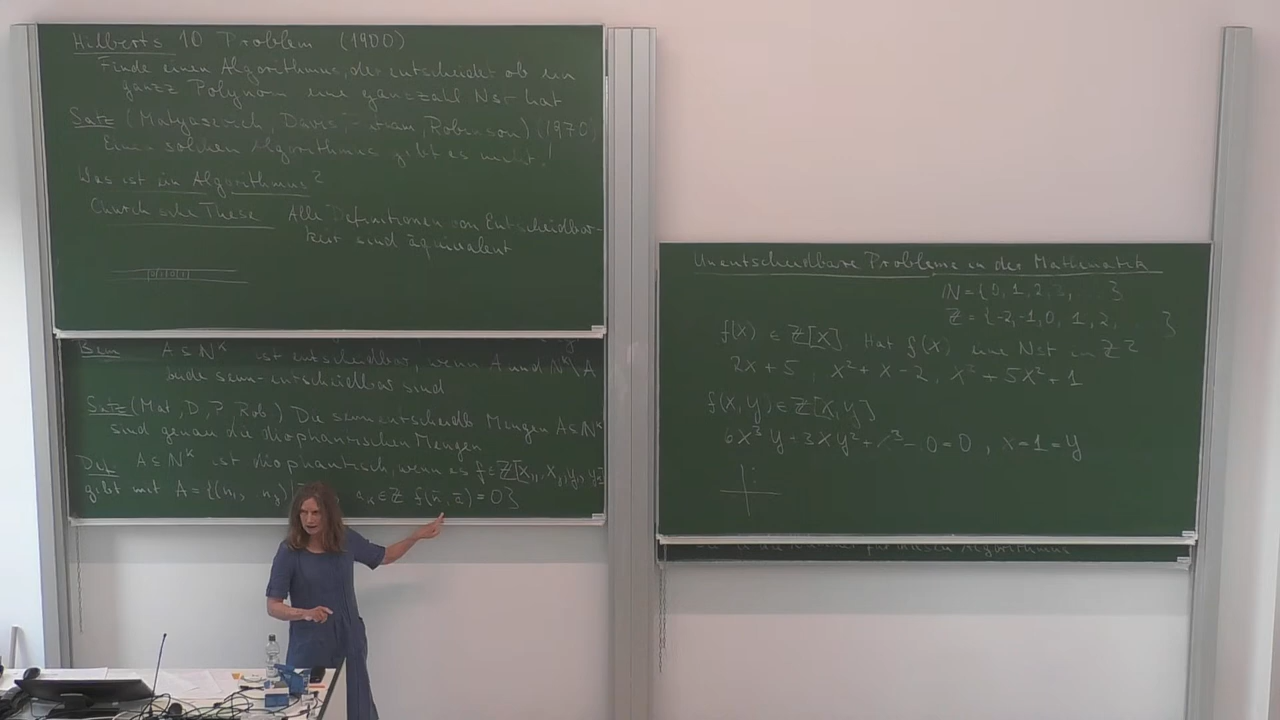 Hilberts 10 Problem (1900)
Finde einen Algorithmus, der entscheidet ob ein
ganzz. Polynom eine ganzzahl Nst hat
Satz (Matyasevich, Davis, Robinson) (1970)
Einen solchen Algorithmus gibt es nicht!
Was ist ein Algorithmus?
Church'sche These Alle Definitionen von Entscheidbar-
keit sind äquivalent
Bem A ⊆ ℕᵏ ist entscheidbar, wenn A und ℕᵏ\A
beide semi-entscheidbar sind
Satz (Mat, D, P, Rob) Die semientscheidb Mengen A ⊆ ℕᵏ
sind genau die diophantischen Mengen
Def A ⊆ ℕᵏ ist diophantisch, wenn es f ∈ ℤ[x₁,
gibt mit A = {(n₁, ∈ ℤ f(n̄, a̅) = 0}
Unentscheidbare Probleme in der Mathematik
ℕ = {0, 1, 2, 3, }
ℤ = {-2, -1, 0, 1, 2, }
f(x) ∈ ℤ[x]. Hat f(x) eine Nst in ℤ?
2x + 5, x² + x - 2, + 5x² + 1
f(x, y) ∈ ℤ[x, y]
6x³y + 3xy² + x³ - 10 = 0, x = 1 = y